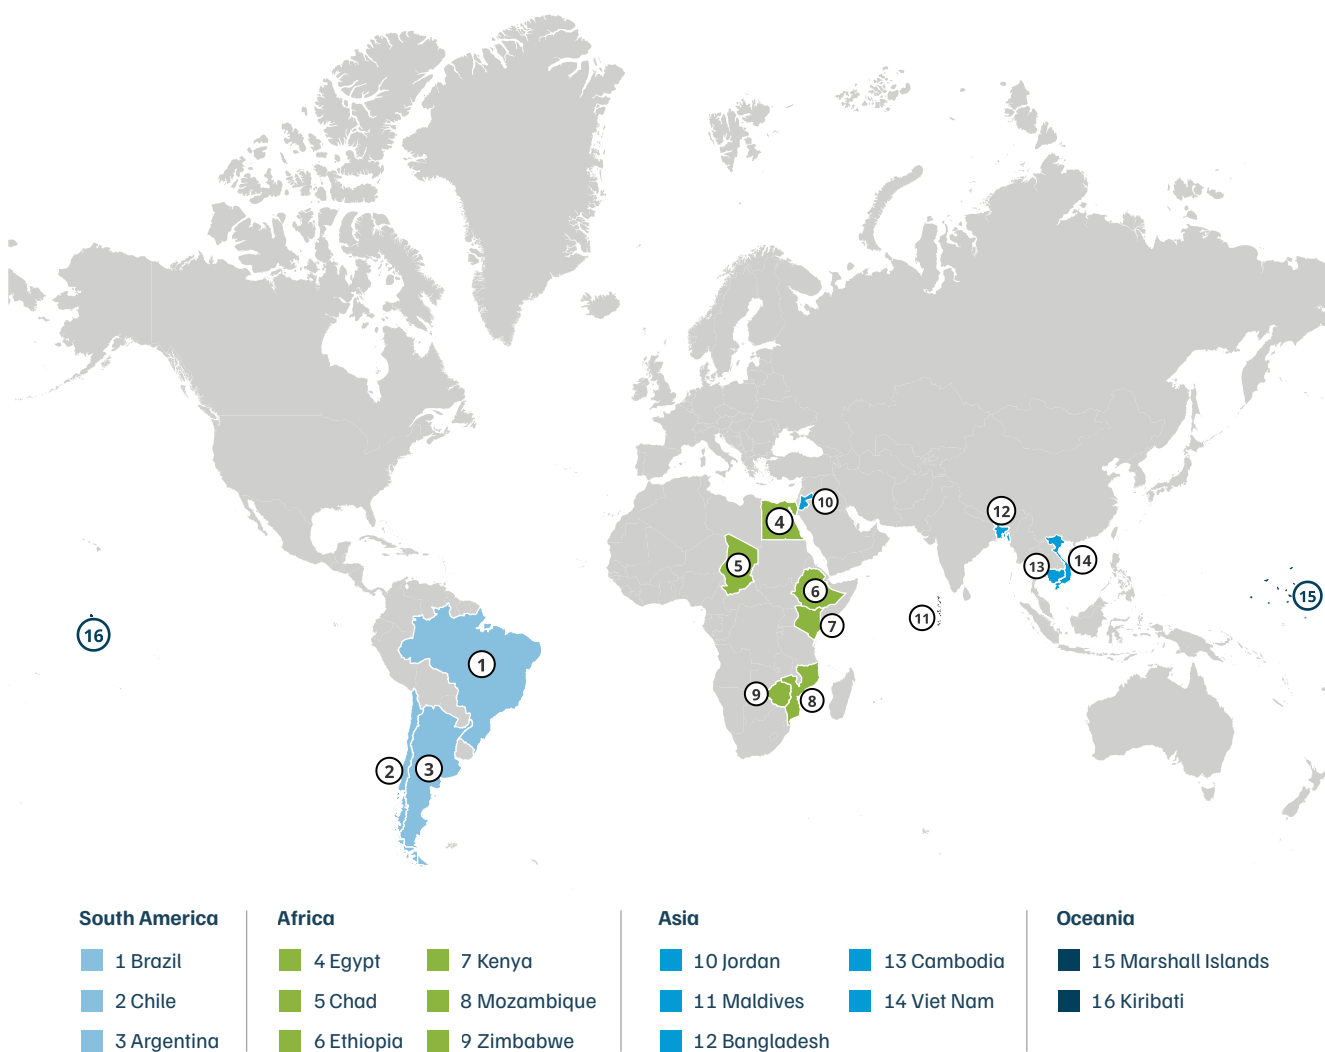 10
4
12
5
13
14
6
11
15
7
16
1
9
8
2
3
South America
1 Brazil
2 Chile
3 Argentina
Africa
4 Egypt
5 Chad
6 Ethiopia
7 Kenya
8 Mozambique
9 Zimbabwe
Asia
10 Jordan
11 Maldives
12 Bangladesh
13 Cambodia
14 Viet Nam
Oceania
15 Marshall Islands
16 Kiribati